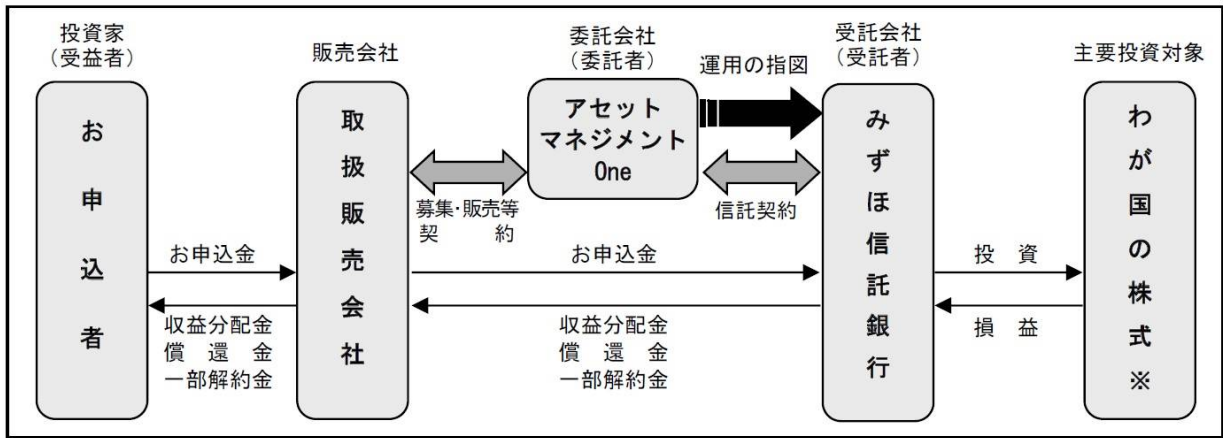 投資家
(受益者)
お申込者
販売会社
取扱販売会社
委託会社
(委託者)
アセット
マネジメント
One
運用の指図
受託会社
(受託者)
みずほ信託銀行
主要投資対象
わが国の株式※
募集・販売等
契　　約
信託契約
お申込金
収益分配金
償　還　金
一部解約金
お申込金
収益分配金
償　還　金
一部解約金
投　資
損　益